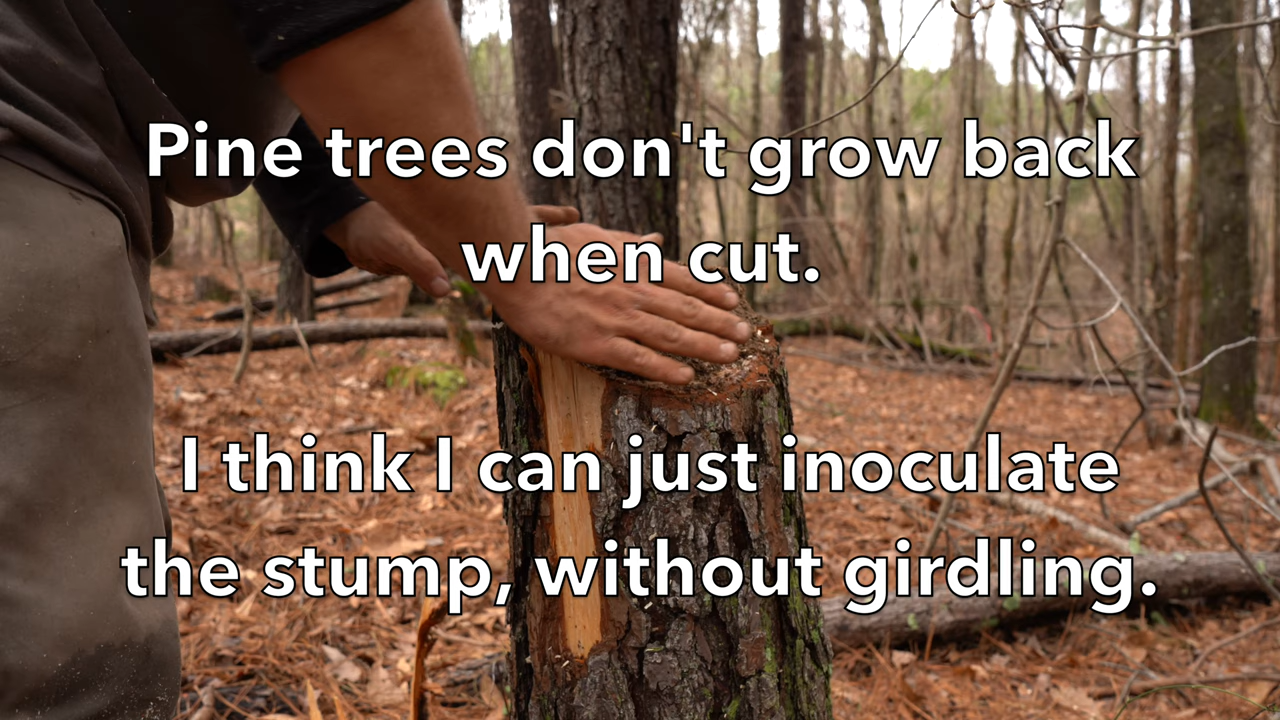 Pine trees don't grow back
when cut.
I think I can just inoculate
the stump, without girdling.